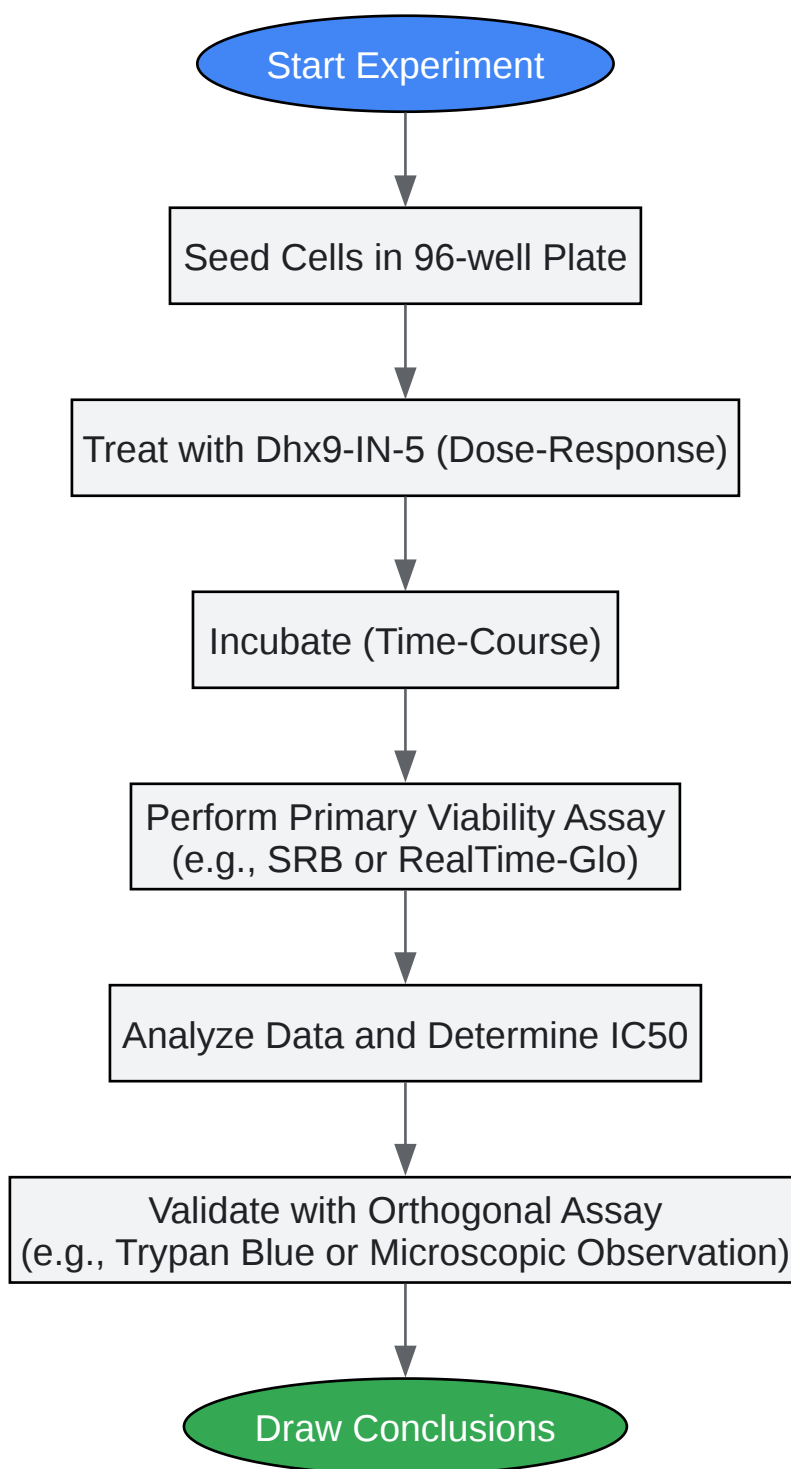 Start Experiment
Seed Cells in 96-well Plate
Treat with Dhx9-IN-5 (Dose-Response)
Incubate (Time-Course)
Perform Primary Viability Assay
(e.g., SRB or RealTime-Glo)
Analyze Data and Determine IC50
Validate with Orthogonal Assay
(e.g., Trypan Blue or Microscopic Observation)
Draw Conclusions